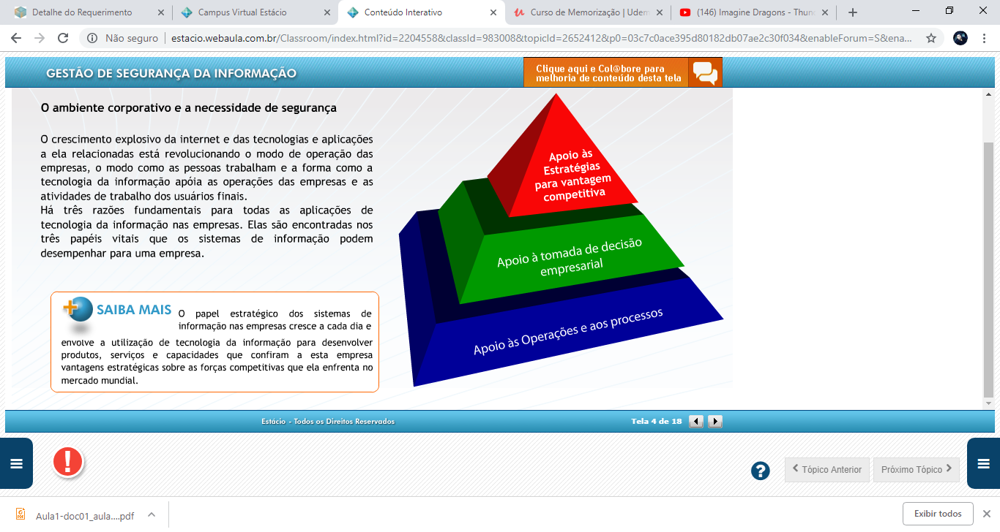 Detalhe do Requerimento
Campus Virtual Estácio
Conteúdo Interativo
Curso de Memorização | Udem
(146) Imagine Dragons - Thund
Não seguro
estacio.webaula.com.br/Classroom/index.html?id=2204558&classId=983008&topicId=2652412&p0=03c7c0ace395d80182db07ae2c30f034&enableForum=S&ena...
GESTÃO DE SEGURANÇA DA INFORMAÇÃO
Clique aqui e Col@bore para
melhoria de conteúdo desta tela
O ambiente corporativo e a necessidade de segurança
O crescimento explosivo da internet e das tecnologias e aplicações
a ela relacionadas está revolucionando o modo de operação das
empresas, o modo como as pessoas trabalham e a forma como a
tecnologia da informação apóia as operações das empresas e as
atividades de trabalho dos usuários finais.
Há três razões fundamentais para todas as aplicações de
tecnologia da informação nas empresas. Elas são encontradas nos
três papéis vitais que os sistemas de informação podem
desempenhar para uma empresa.
SAIBA MAIS
O papel estratégico dos sistemas de
informação nas empresas cresce a cada dia e
envolve a utilização de tecnologia da informação para desenvolver
produtos, serviços e capacidades que confiram a esta empresa
vantagens estratégicas sobre as forças competitivas que ela enfrenta no
mercado mundial.
Apoio às
Estratégias
para vantagem
competitiva
Apoio à tomada de decisão
empresarial
Apoio às Operações e aos processos
Estácio - Todos os Direitos Reservados
Tela 4 de 18
Tópico Anterior
Próximo Tópico
Aula1-doc01_aula....pdf
Exibir todos